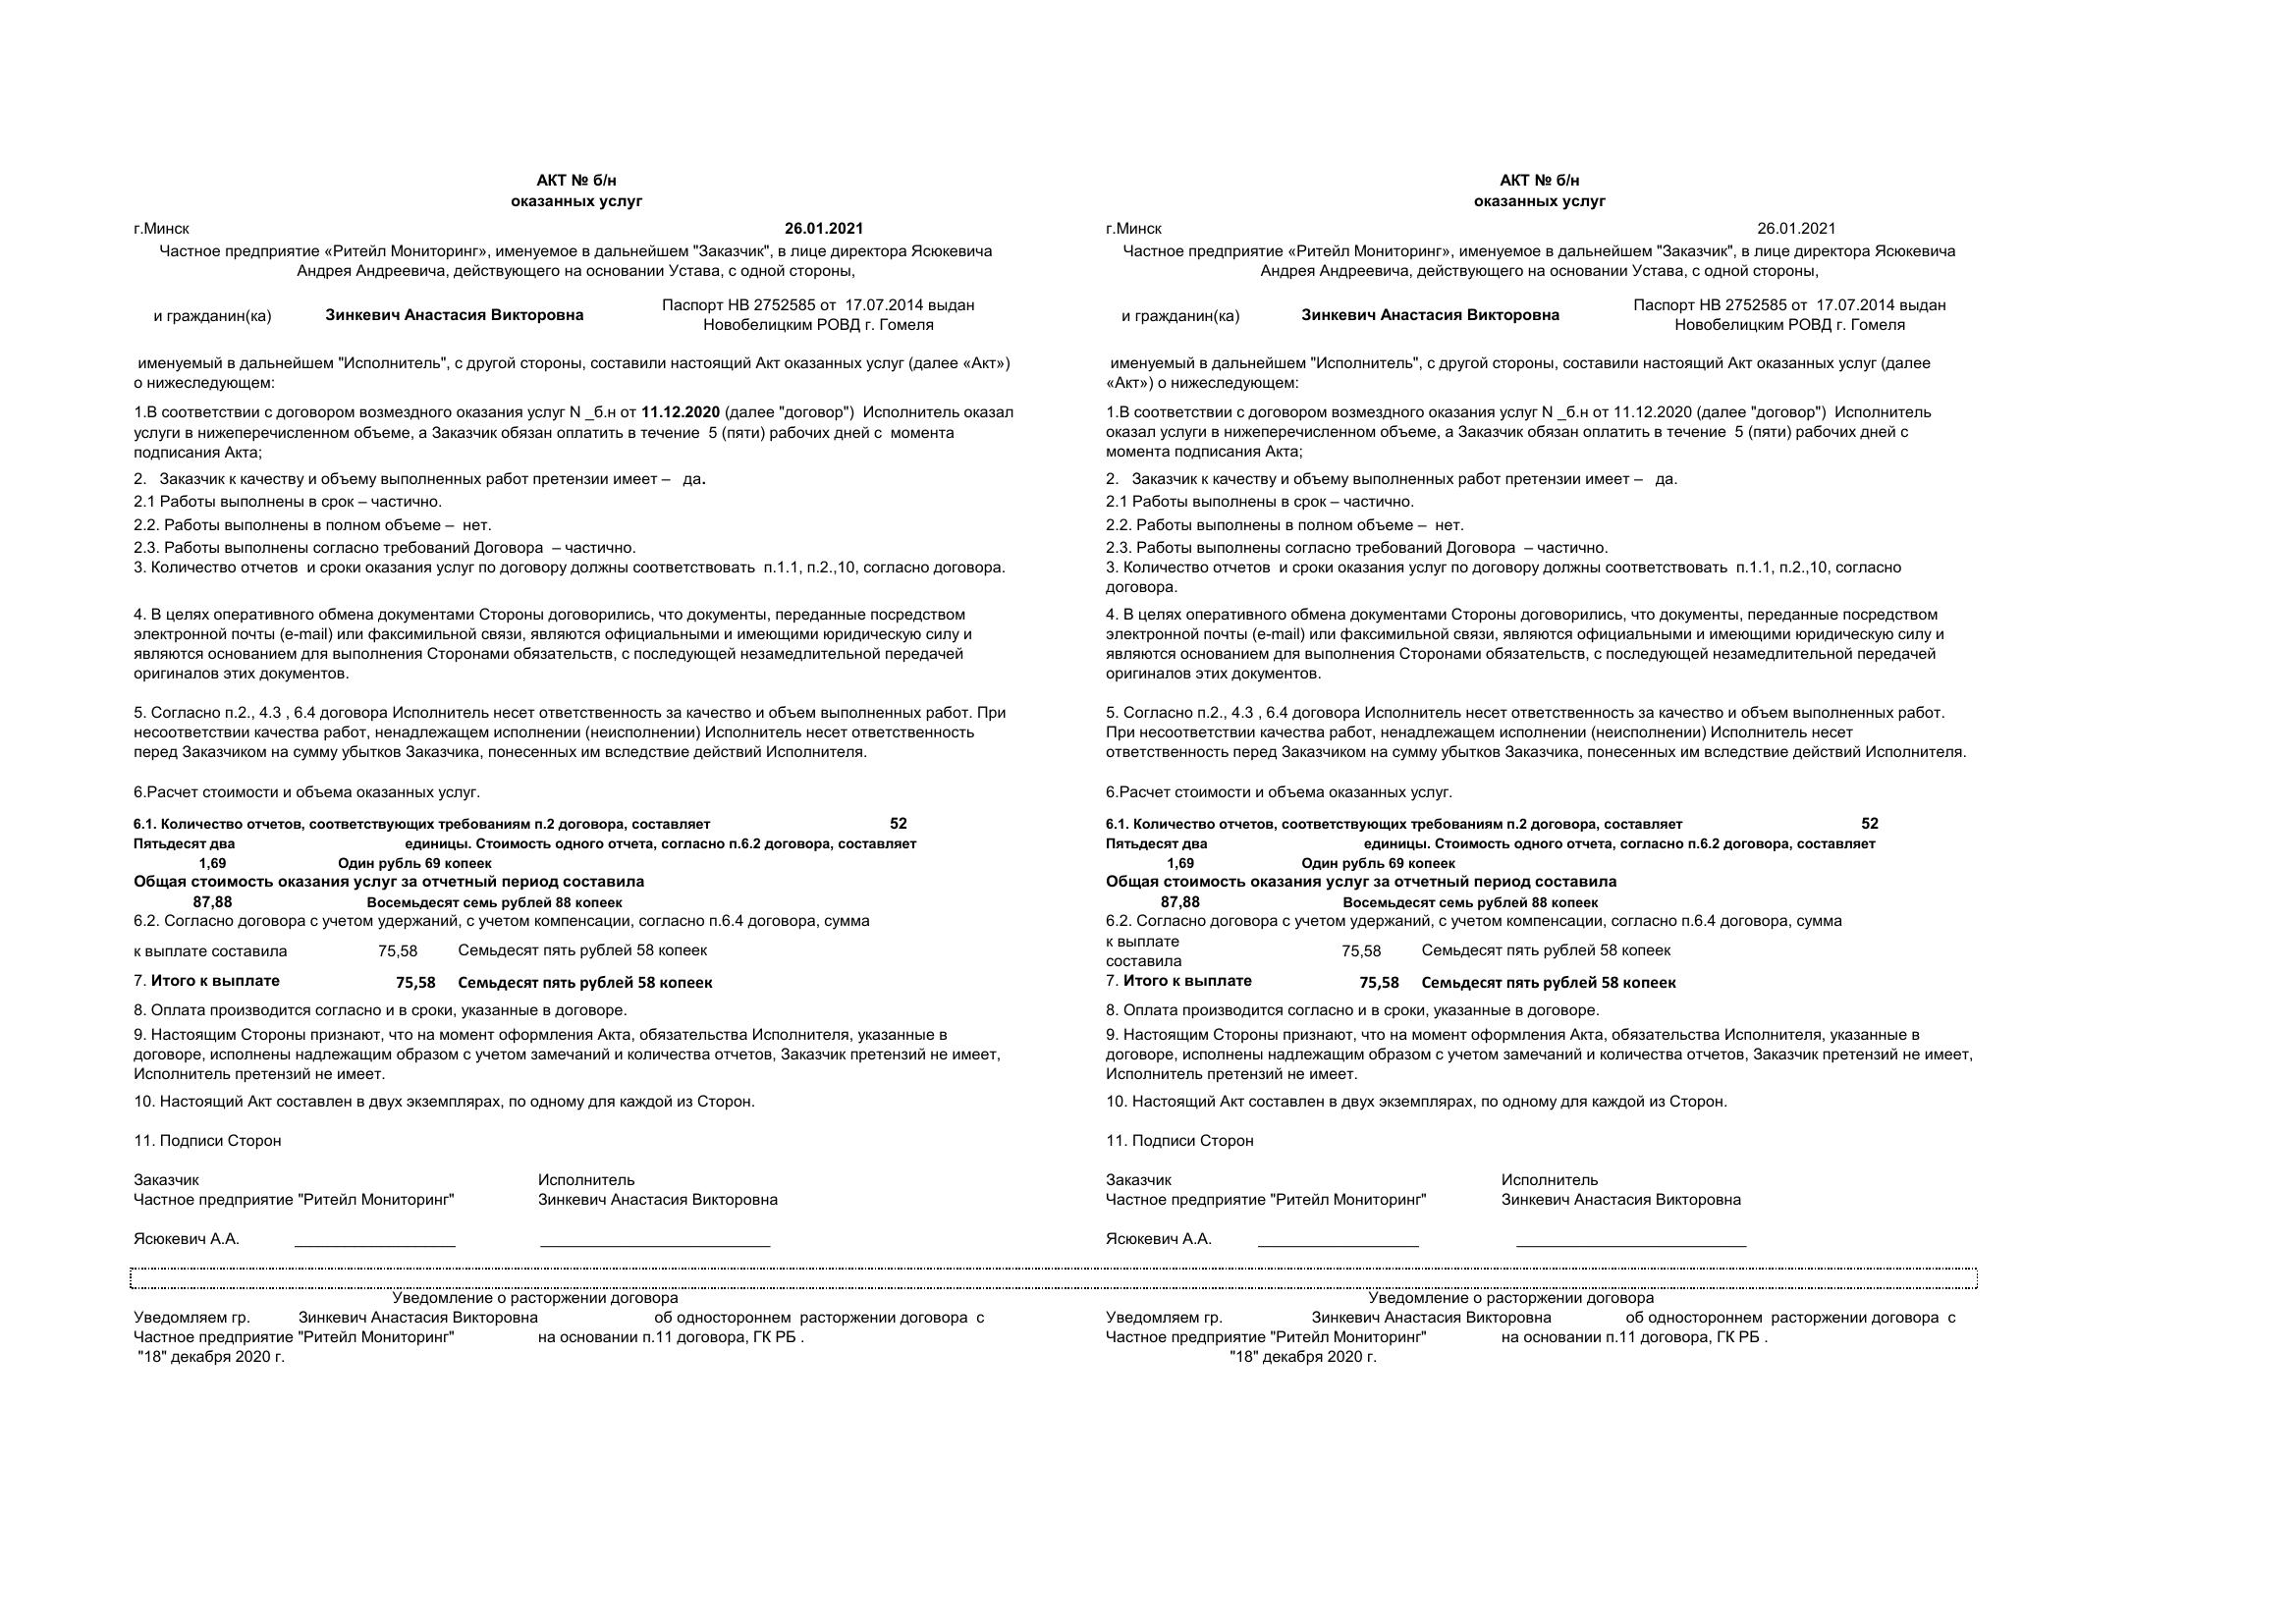 АКТ № б/н
оказанных услуг
г.Минск 26.01.2021
Частное предприятие «Ритейл Мониторинг», именуемое в дальнейшем "Заказчик", в лице директора Ясюкевича
Андрея Андреевича, действующего на основании Устава, с одной стороны,
и гражданин(ка) Зинкевич Анастасия Викторовна Паспорт НВ 2752585 от 17.07.2014 выдан
Новобелицким РОВД г. Гомеля
именуемый в дальнейшем "Исполнитель", с другой стороны, составили настоящий Акт оказанных услуг (далее «Акт»)
о нижеследующем:
1.В соответствии с договором возмездного оказания услуг N _б.н от 11.12.2020 (далее "договор") Исполнитель оказал
услуги в нижеперечисленном объеме, а Заказчик обязан оплатить в течение 5 (пяти) рабочих дней с момента
подписания Акта;
2. Заказчик к качеству и объему выполненных работ претензии имеет – да.
2.1 Работы выполнены в срок – частично.
2.2. Работы выполнены в полном объеме – нет.
2.3. Работы выполнены согласно требований Договора – частично.
3. Количество отчетов и сроки оказания услуг по договору должны соответствовать п.1.1, п.2.,10, согласно договора.
4. В целях оперативного обмена документами Стороны договорились, что документы, переданные посредством
электронной почты (e-mail) или факсимильной связи, являются официальными и имеющими юридическую силу и
являются основанием для выполнения Сторонами обязательств, с последующей незамедлительной передачей
оригиналов этих документов.
5. Согласно п.2., 4.3 , 6.4 договора Исполнитель несет ответственность за качество и объем выполненных работ. При
несоответствии качества работ, ненадлежащем исполнении (неисполнении) Исполнитель несет ответственность
перед Заказчиком на сумму убытков Заказчика, понесенных им вследствие действий Исполнителя.
6.Расчет стоимости и объема оказанных услуг.
6.1. Количество отчетов, соответствующих требованиям п.2 договора, составляет 52
Пятьдесят два единицы. Стоимость одного отчета, согласно п.6.2 договора, составляет
1,69 Один рубль 69 копеек
Общая стоимость оказания услуг за отчетный период составила
87,88 Восемьдесят семь рублей 88 копеек
6.2. Согласно договора с учетом удержаний, с учетом компенсации, согласно п.6.4 договора, сумма
к выплате составила 75,58 Семьдесят пять рублей 58 копеек
7. Итого к выплате 75,58 Семьдесят пять рублей 58 копеек
8. Оплата производится согласно и в сроки, указанные в договоре.
9. Настоящим Стороны признают, что на момент оформления Акта, обязательства Исполнителя, указанные в
договоре, исполнены надлежащим образом с учетом замечаний и количества отчетов, Заказчик претензий не имеет,
Исполнитель претензий не имеет.
10. Настоящий Акт составлен в двух экземплярах, по одному для каждой из Сторон.
11. Подписи Сторон
Заказчик Исполнитель
Частное предприятие "Ритейл Мониторинг" Зинкевич Анастасия Викторовна
Ясюкевич А.А. ____________________ ____________________________
Уведомление о расторжении договора
Уведомляем гр. Зинкевич Анастасия Викторовна об одностороннем расторжении договора с
Частное предприятие "Ритейл Мониторинг" на основании п.11 договора, ГК РБ .
"18" декабря 2020 г.
АКТ № б/н
оказанных услуг
г.Минск 26.01.2021
Частное предприятие «Ритейл Мониторинг», именуемое в дальнейшем "Заказчик", в лице директора Ясюкевича
Андрея Андреевича, действующего на основании Устава, с одной стороны,
и гражданин(ка) Зинкевич Анастасия Викторовна Паспорт НВ 2752585 от 17.07.2014 выдан
Новобелицким РОВД г. Гомеля
именуемый в дальнейшем "Исполнитель", с другой стороны, составили настоящий Акт оказанных услуг (далее
«Акт») о нижеследующем:
1.В соответствии с договором возмездного оказания услуг N _б.н от 11.12.2020 (далее "договор") Исполнитель
оказал услуги в нижеперечисленном объеме, а Заказчик обязан оплатить в течение 5 (пяти) рабочих дней с
момента подписания Акта;
2. Заказчик к качеству и объему выполненных работ претензии имеет – да.
2.1 Работы выполнены в срок – частично.
2.2. Работы выполнены в полном объеме – нет.
2.3. Работы выполнены согласно требований Договора – частично.
3. Количество отчетов и сроки оказания услуг по договору должны соответствовать п.1.1, п.2.,10, согласно
договора.
4. В целях оперативного обмена документами Стороны договорились, что документы, переданные посредством
электронной почты (e-mail) или факсимильной связи, являются официальными и имеющими юридическую силу и
являются основанием для выполнения Сторонами обязательств, с последующей незамедлительной передачей
оригиналов этих документов.
5. Согласно п.2., 4.3 , 6.4 договора Исполнитель несет ответственность за качество и объем выполненных работ.
При несоответствии качества работ, ненадлежащем исполнении (неисполнении) Исполнитель несет
ответственность перед Заказчиком на сумму убытков Заказчика, понесенных им вследствие действий Исполнителя.
6.Расчет стоимости и объема оказанных услуг.
6.1. Количество отчетов, соответствующих требованиям п.2 договора, составляет 52
Пятьдесят два единицы. Стоимость одного отчета, согласно п.6.2 договора, составляет
1,69 Один рубль 69 копеек
Общая стоимость оказания услуг за отчетный период составила
87,88 Восемьдесят семь рублей 88 копеек
6.2. Согласно договора с учетом удержаний, с учетом компенсации, согласно п.6.4 договора, сумма
к выплате
составила 75,58 Семьдесят пять рублей 58 копеек
7. Итого к выплате 75,58 Семьдесят пять рублей 58 копеек
8. Оплата производится согласно и в сроки, указанные в договоре.
9. Настоящим Стороны признают, что на момент оформления Акта, обязательства Исполнителя, указанные в
договоре, исполнены надлежащим образом с учетом замечаний и количества отчетов, Заказчик претензий не имеет,
Исполнитель претензий не имеет.
10. Настоящий Акт составлен в двух экземплярах, по одному для каждой из Сторон.
11. Подписи Сторон
Заказчик Исполнитель
Частное предприятие "Ритейл Мониторинг" Зинкевич Анастасия Викторовна
Ясюкевич А.А. ____________________ ____________________________
Уведомление о расторжении договора
Уведомляем гр. Зинкевич Анастасия Викторовна об одностороннем расторжении договора с
Частное предприятие "Ритейл Мониторинг" на основании п.11 договора, ГК РБ .
"18" декабря 2020 г.